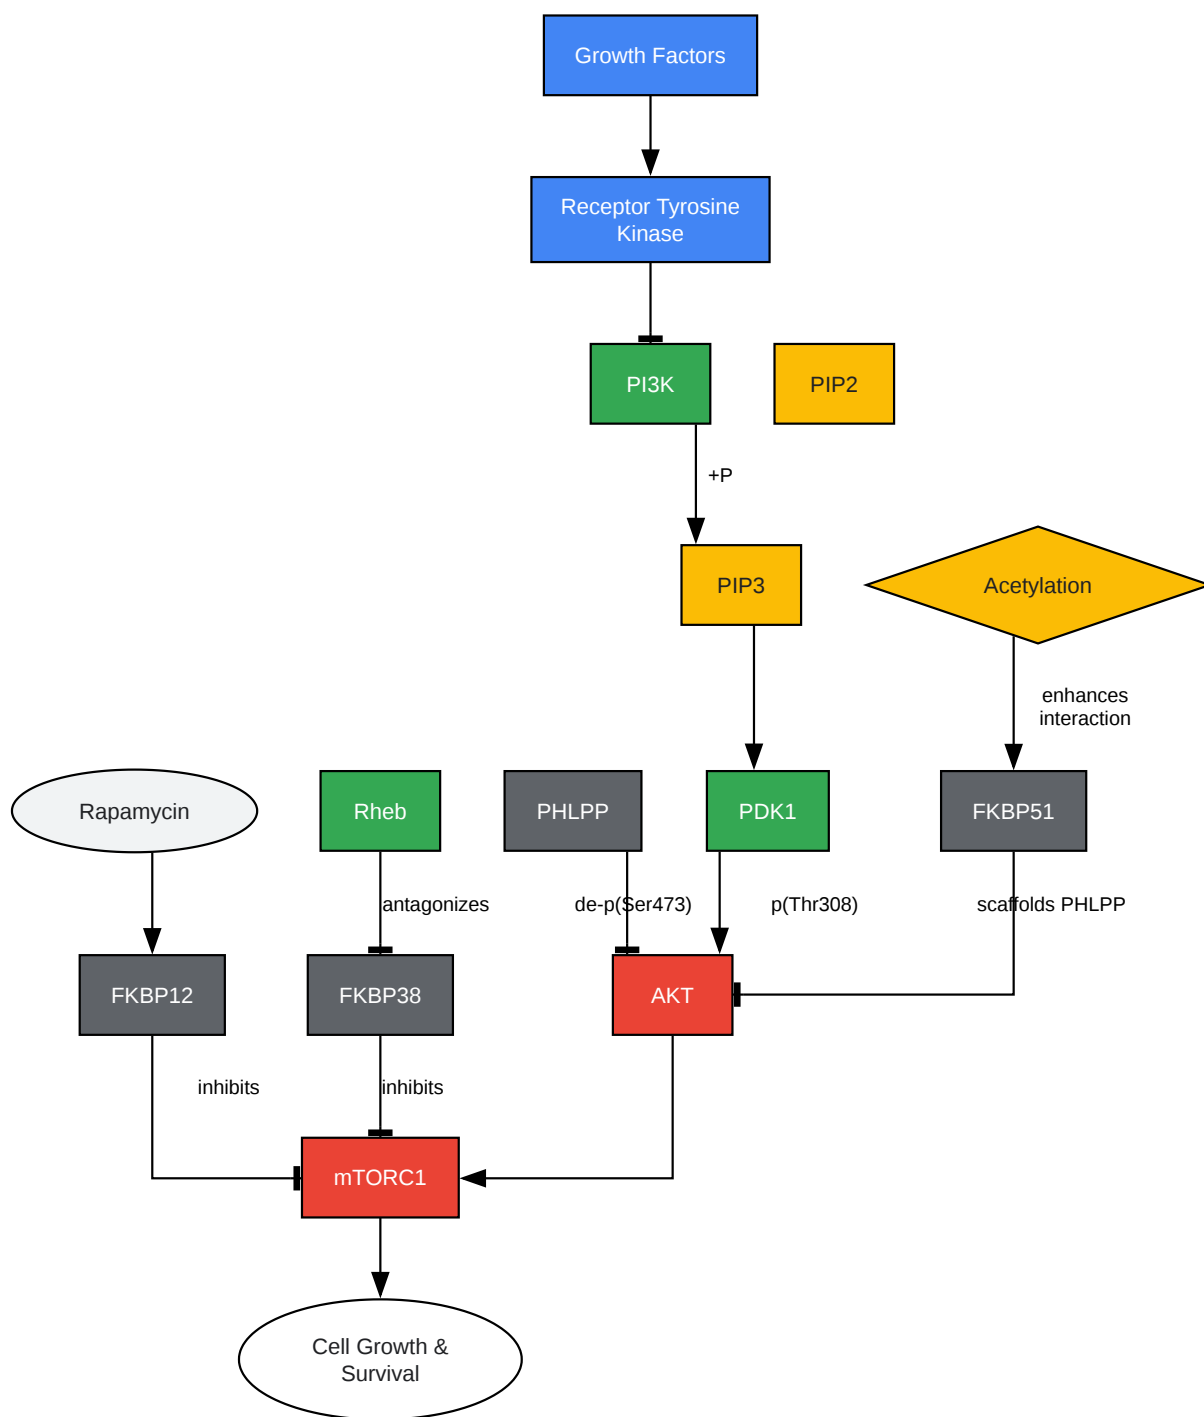 Growth Factors
Receptor Tyrosine
Kinase
PI3K
PIP2
+P
PIP3
Acetylation
enhances
interaction
Rapamycin
Rheb
PHLPP
PDK1
FKBP51
antagonizes
de-p(Ser473)
p(Thr308)
scaffolds PHLPP
FKBP12
FKBP38
AKT
inhibits
inhibits
mTORC1
Cell Growth &
Survival